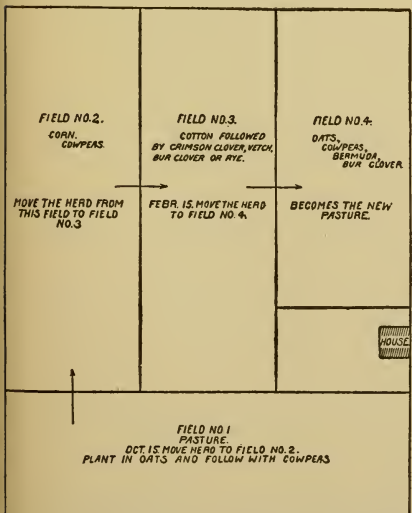 FIELD NO.2.
CORN.
COWPEAS.
MOVE THE HERD FROM
THIS FIELD TO FIELD
NO.3
FIELD NO.3.
COTTON FOLLOWED
BY CRIMSON CLOVER, VETCH,
BUR CLOVER OR RYE.
FEBR. 15. MOVE THE HERD
TO FIELD NO. 4.
FIELD NO.4.
OATS,
COWPEAS,
BERMUDA,
BUR CLOVER.
BECOMES THE NEW
PASTURE.
HOUSE
FIELD NO 1
PASTURE.
OCT. 15. MOVE HERD TO FIELD NO. 2.
PLANT IN OATS AND FOLLOW WITH COWPEAS